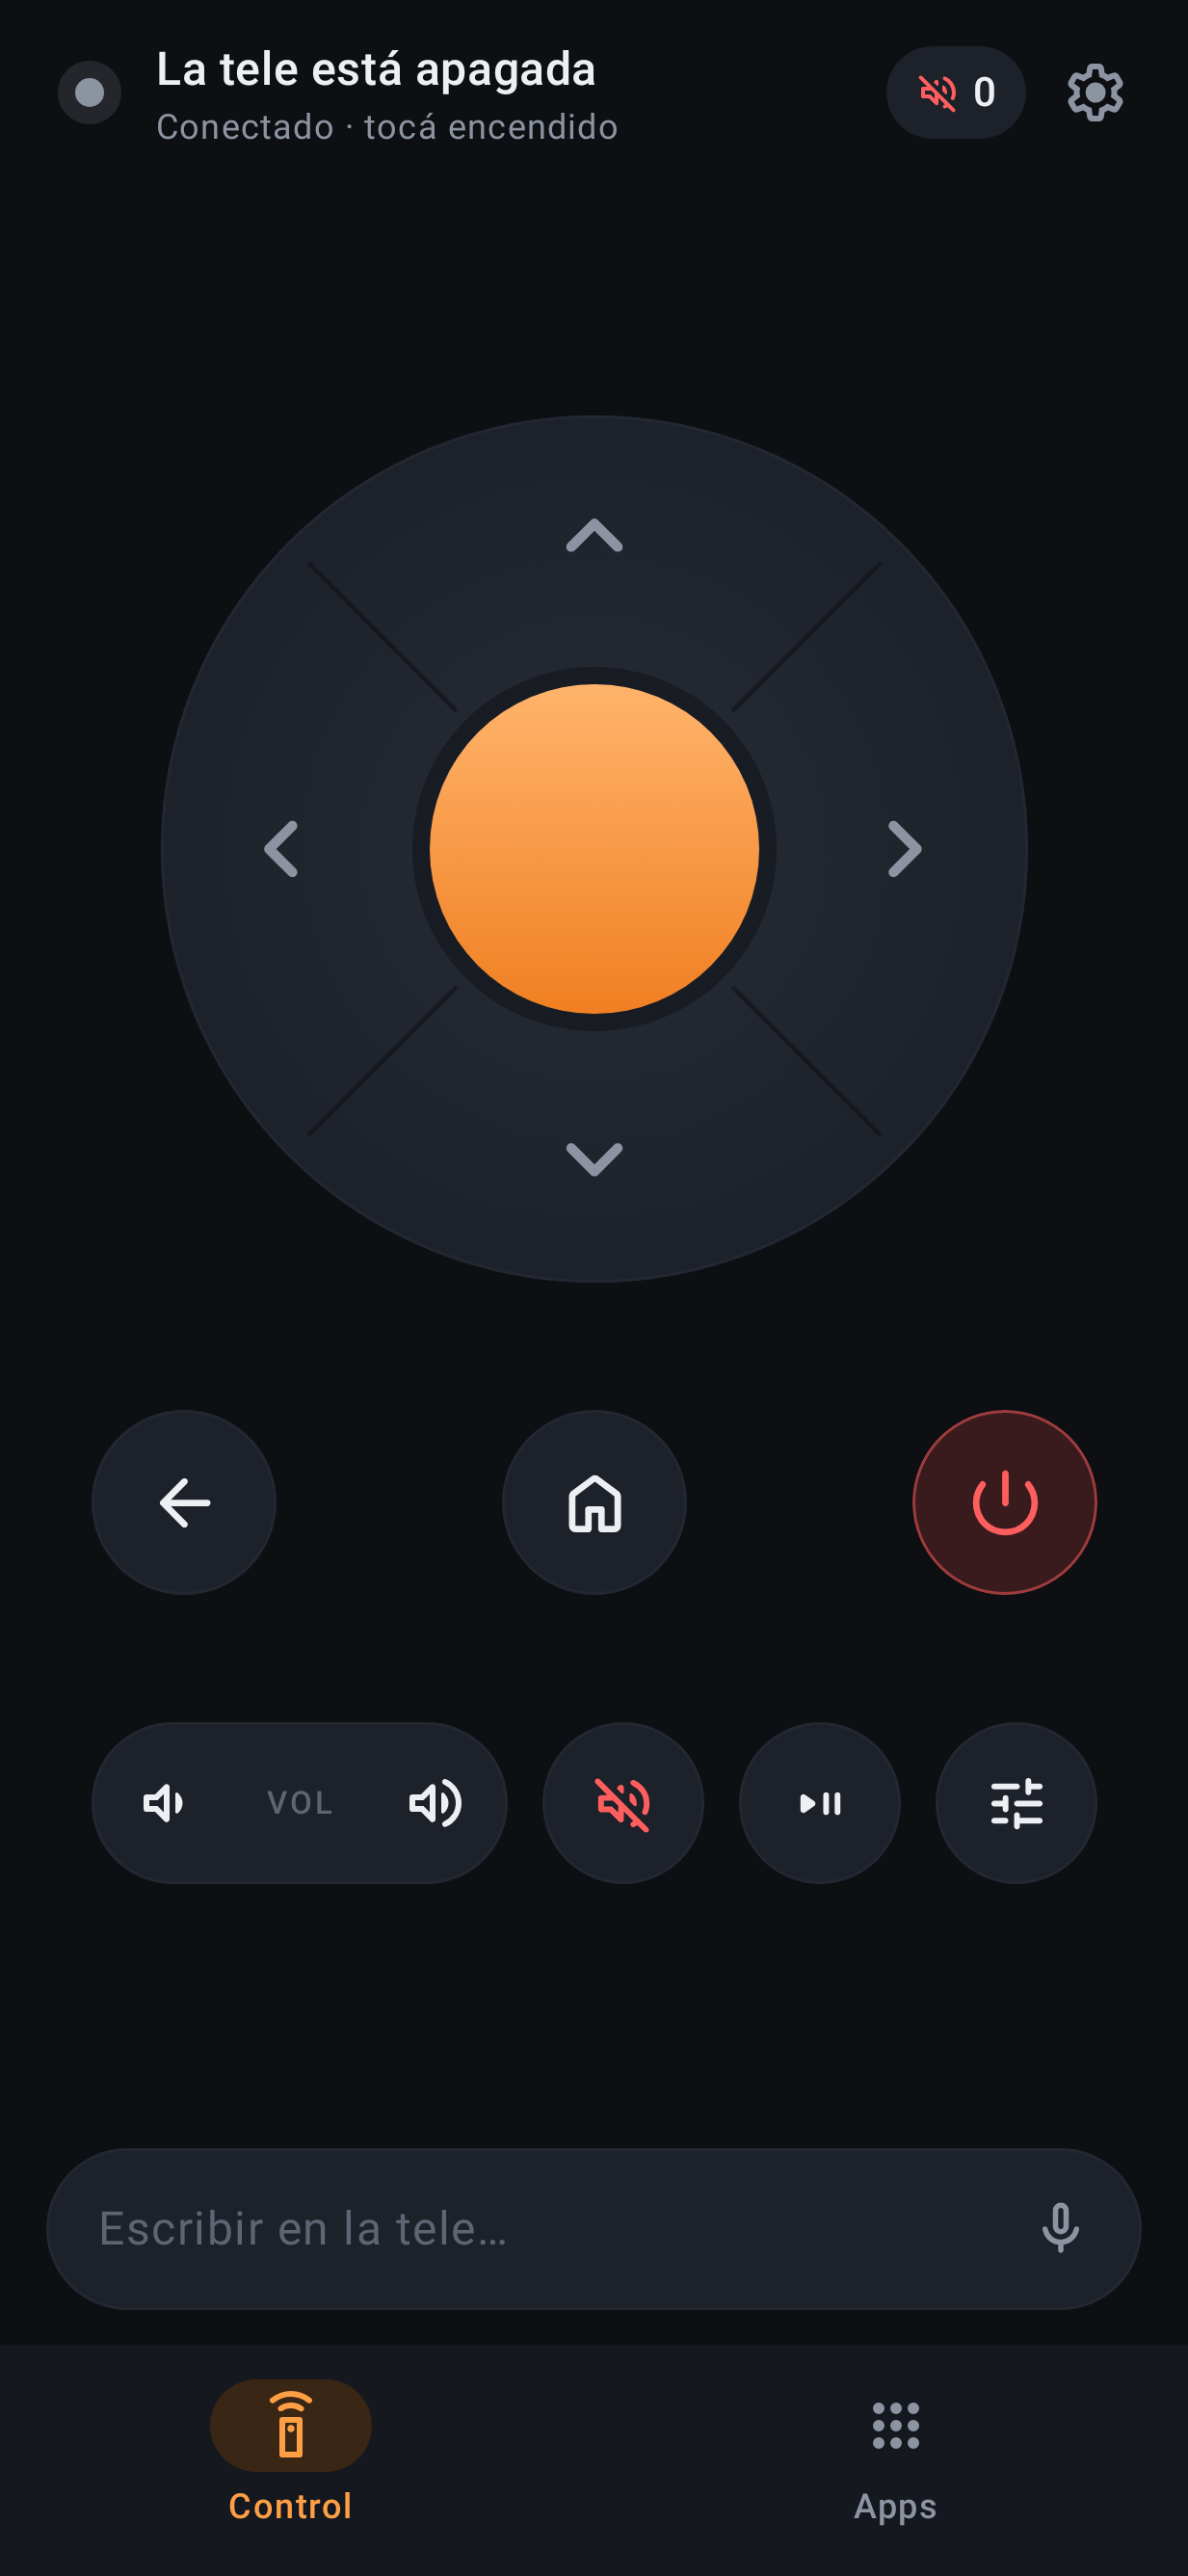 La tele está apagada
Conectado · tocá encendido
0
VOL
Escribir en la tele…
Control
Apps